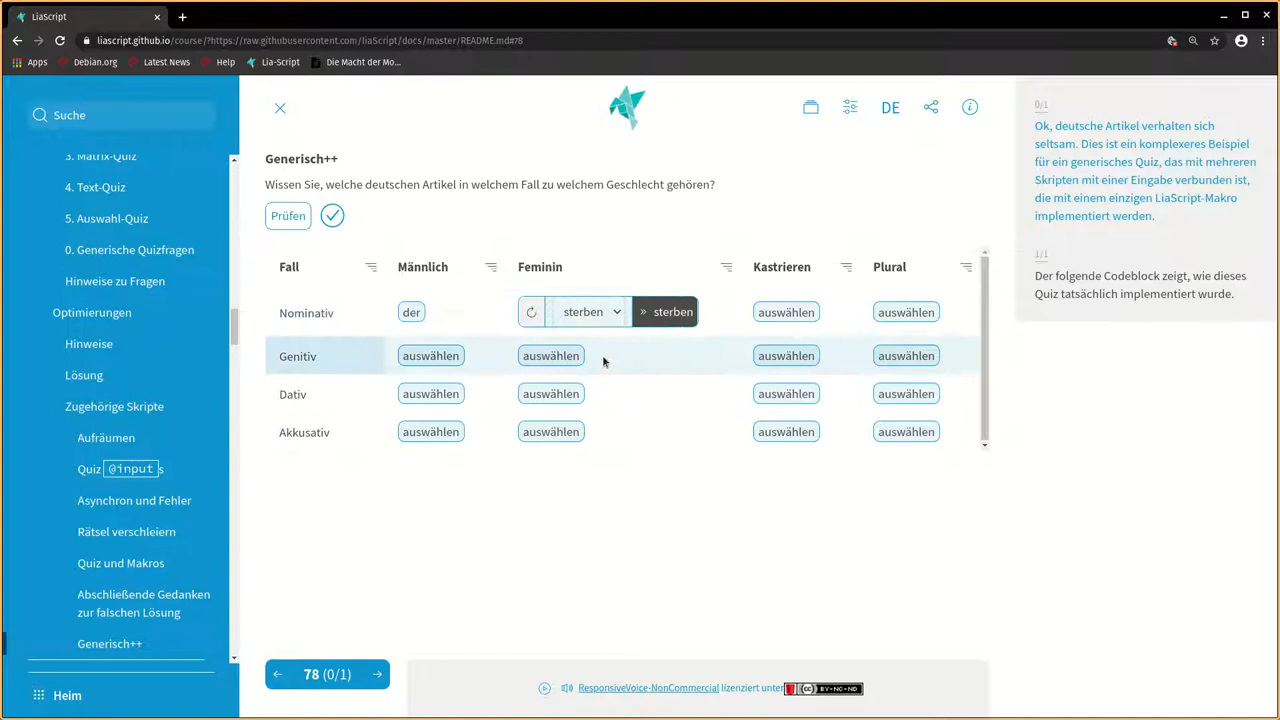 LiaScript
liascript.github.io/course/?https://raw.githubusercontent.com/liaScript/docs/master/README.md#78
Apps Debian.org Latest News Help Lia-Script Die Macht der Mo...
Suche
3. Matrix-Quiz
4. Text-Quiz
5. Auswahl-Quiz
0. Generische Quizfragen
Hinweise zu Fragen
Optimierungen
Hinweise
Lösung
Zugehörige Skripte
Aufräumen
Quiz @input s
Asynchron und Fehler
Rätsel verschleiern
Quiz und Makros
Abschließende Gedanken
zur falschen Lösung
Generisch++
Heim
DE
Generisch++
Wissen Sie, welche deutschen Artikel in welchem Fall zu welchem Geschlecht gehören?
Prüfen
Fall Männlich Feminin Kastrieren Plural
Nominativ der sterben » sterben auswählen auswählen
Genitiv auswählen auswählen auswählen auswählen
Dativ auswählen auswählen auswählen auswählen
Akkusativ auswählen auswählen auswählen auswählen
78 (0/1)
ResponsiveVoice-NonCommercial lizenziert unter BY-NC-ND
0/1
Ok, deutsche Artikel verhalten sich
seltsam. Dies ist ein komplexeres Beispiel
für ein generisches Quiz, das mit mehreren
Skripten mit einer Eingabe verbunden ist,
die mit einem einzigen LiaScript-Makro
implementiert werden.
1/1
Der folgende Codeblock zeigt, wie dieses
Quiz tatsächlich implementiert wurde.